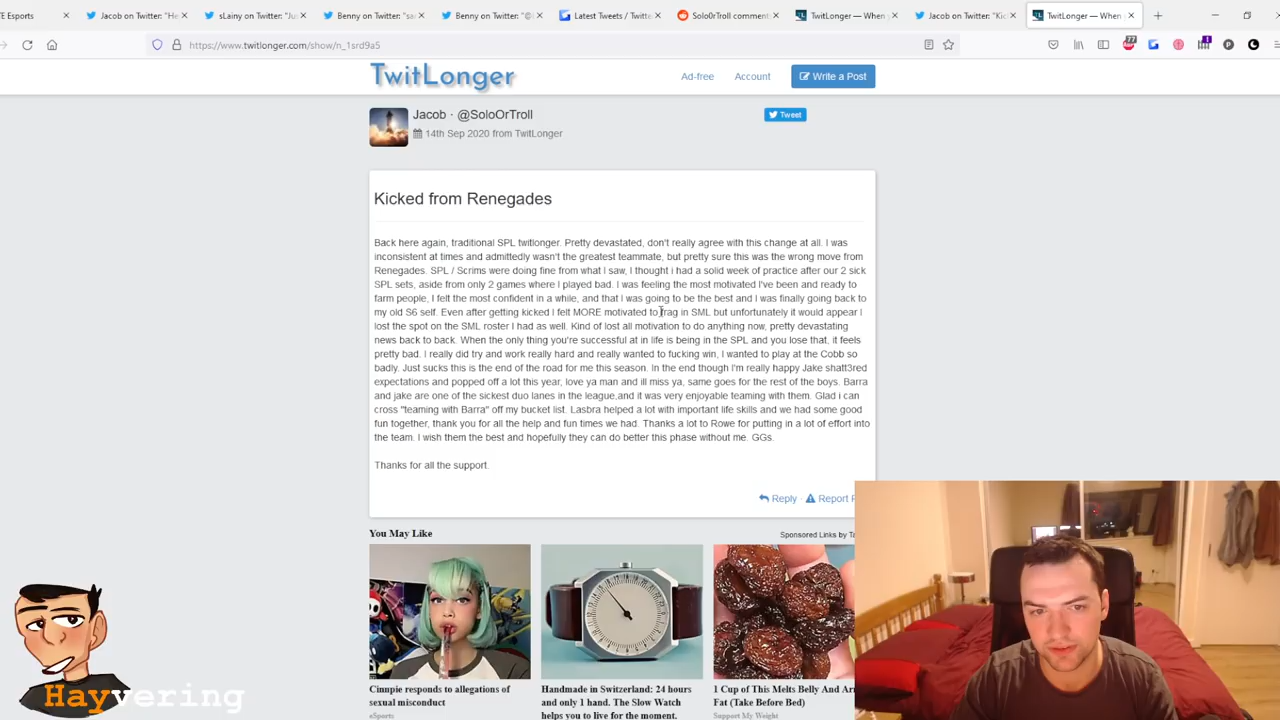 E Esports
Jacob on Twitter: "He
sLainy on Twitter: "Ju
Benny on Twitter: "sa
Benny on Twitter: "@
Latest Tweets / Twitte
Solo0rTroll comment
TwitLonger — When y
Jacob on Twitter: "Kic
TwitLonger — When
https://www.twitlonger.com/show/n_1srd9a5
77
1
TwitLonger
Ad-free
Account
Write a Post
Jacob · @SoloOrTroll
Tweet
14th Sep 2020 from TwitLonger
Kicked from Renegades
Back here again, traditional SPL twitlonger. Pretty devastated, don't really agree with this change at all. I was
inconsistent at times and admittedly wasn't the greatest teammate, but pretty sure this was the wrong move from
Renegades. SPL / Scrims were doing fine from what I saw, I thought i had a solid week of practice after our 2 sick
SPL sets, aside from only 2 games where I played bad. I was feeling the most motivated I've been and ready to
farm people, I felt the most confident in a while, and that I was going to be the best and I was finally going back to
my old S6 self. Even after getting kicked I felt MORE motivated to frag in SML but unfortunately it would appear I
lost the spot on the SML roster I had as well. Kind of lost all motivation to do anything now, pretty devastating
news back to back. When the only thing you're successful at in life is being in the SPL and you lose that, it feels
pretty bad. I really did try and work really hard and really wanted to fucking win, I wanted to play at the Cobb so
badly. Just sucks this is the end of the road for me this season. In the end though I'm really happy Jake shatt3red
expectations and popped off a lot this year, love ya man and ill miss ya, same goes for the rest of the boys. Barra
and jake are one of the sickest duo lanes in the league,and it was very enjoyable teaming with them. Glad i can
cross "teaming with Barra" off my bucket list. Lasbra helped a lot with important life skills and we had some good
fun together, thank you for all the help and fun times we had. Thanks a lot to Rowe for putting in a lot of effort into
the team. I wish them the best and hopefully they can do better this phase without me. GGs.
Thanks for all the support.
Reply · Report P
You May Like
Sponsored Links by Ta
Cinnpie responds to allegations of
sexual misconduct
eSports
Handmade in Switzerland: 24 hours
and only 1 hand. The Slow Watch
helps you to live for the moment.
1 Cup of This Melts Belly And Ar
Fat (Take Before Bed)
Support My Weight
Hayvering